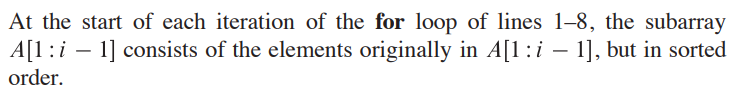 At the start of each iteration of the for loop of lines 1–8, the subarray
A[1 : i − 1] consists of the elements originally in A[1 : i − 1], but in sorted
order.